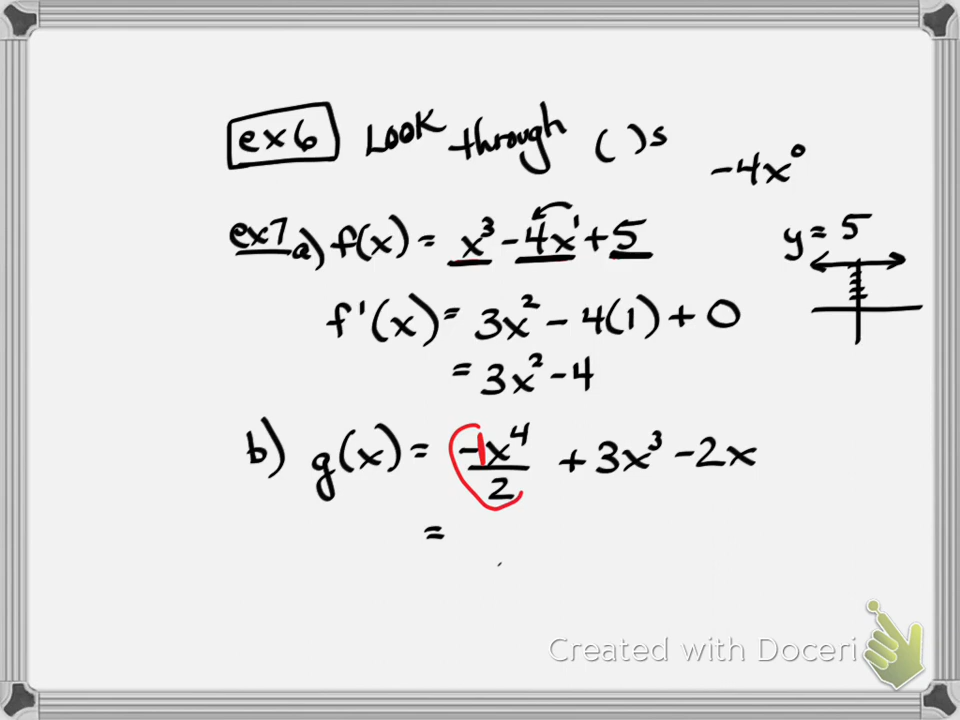 ex6 Look through ( )s
-4x⁰
ex7 a) f(x) = x³ - 4x¹ + 5
y = 5
f'(x) = 3x² - 4(1) + 0
= 3x² - 4
b) g(x) = -1x⁴/2 + 3x³ - 2x
=
Created with Doceri